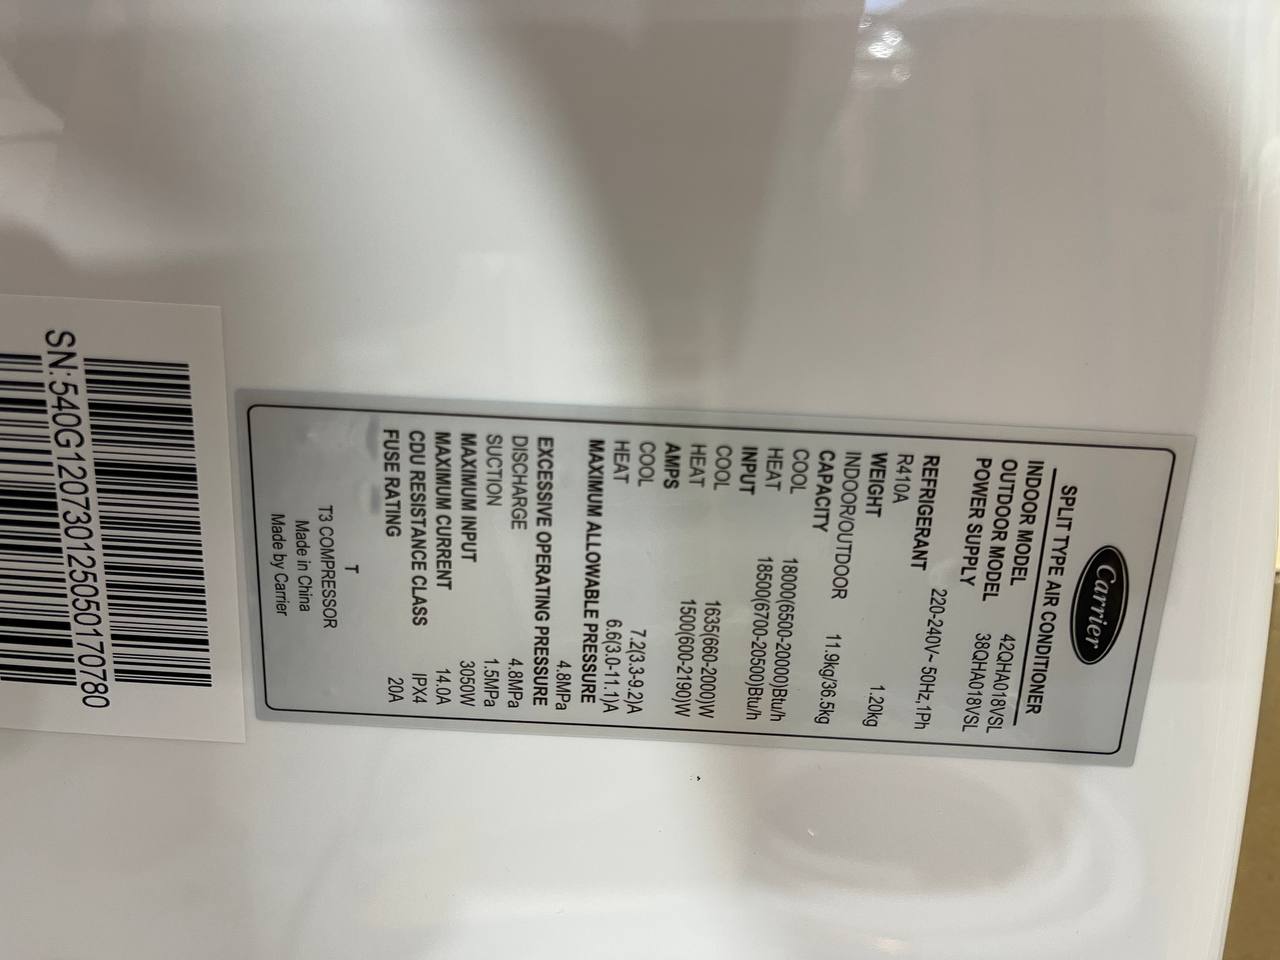 Carrier
SPLIT TYPE AIR CONDITIONER
INDOOR MODEL 42QHA018VSL
OUTDOOR MODEL 38QHA018VSL
POWER SUPPLY
220-240V~ 50Hz,1Ph
REFRIGERANT
R410A 1.20kg
WEIGHT
INDOOR/OUTDOOR 11.9kg/36.5kg
CAPACITY
COOL 18000(6500-20000)Btu/h
HEAT 18500(6700-20500)Btu/h
INPUT
COOL 1635(660-2000)W
HEAT 1500(600-2190)W
AMPS
COOL 7.2(3.3-9.2)A
HEAT 6.6(3.0-11.1)A
MAXIMUM ALLOWABLE PRESSURE
4.8MPa
EXCESSIVE OPERATING PRESSURE
DISCHARGE 4.8MPa
SUCTION 1.5MPa
MAXIMUM INPUT 3050W
MAXIMUM CURRENT 14.0A
CDU RESISTANCE CLASS IPX4
FUSE RATING 20A
T
T3 COMPRESSOR
Made in China
Made by Carrier
SN:540G1207301250501707​80